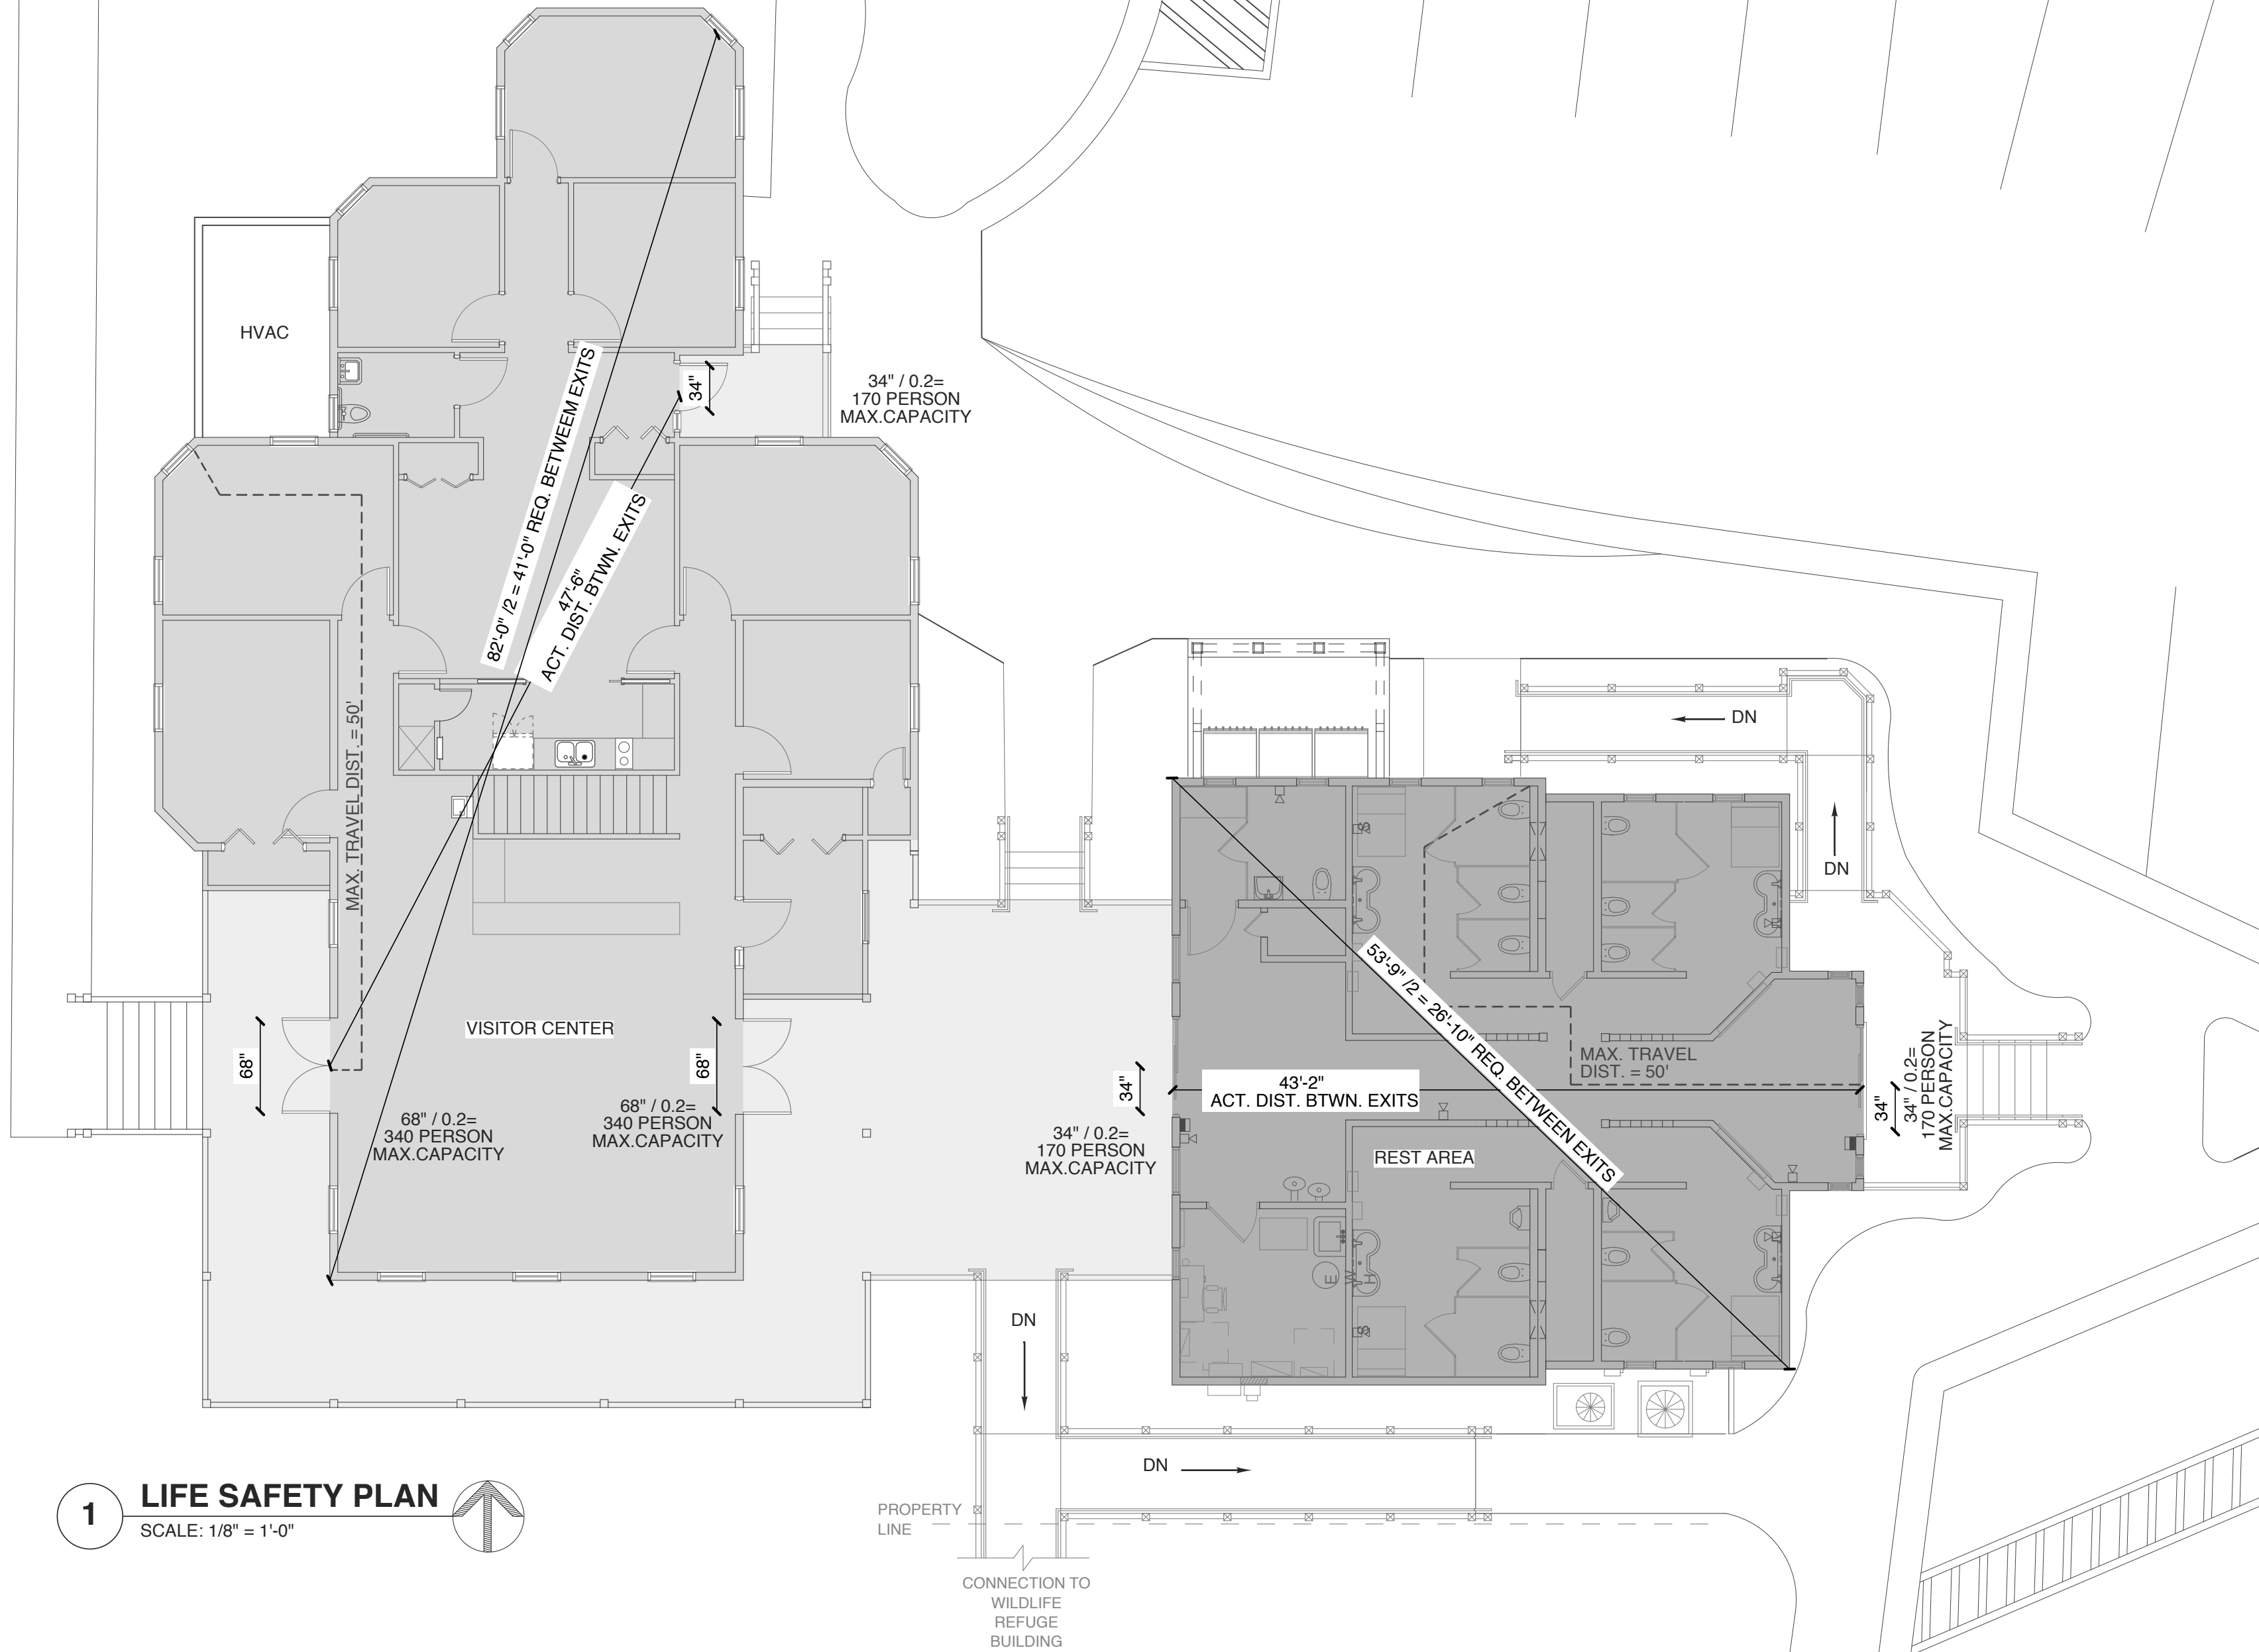 HVAC
34"
34" / 0.2=
170 PERSON
MAX.CAPACITY
82'-0" /2 = 41'-0" REQ. BETWEEM EXITS
47'-6"
ACT. DIST. BTWN. EXITS
MAX. TRAVEL DIST. = 50'
VISITOR CENTER
68"
68"
68" / 0.2=
340 PERSON
MAX.CAPACITY
68" / 0.2=
340 PERSON
MAX.CAPACITY
DN
DN
S
53'-9" /2 = 26'-10" REQ. BETWEEN EXITS
MAX. TRAVEL
DIST. = 50'
43'-2"
ACT. DIST. BTWN. EXITS
34"
34" / 0.2=
170 PERSON
MAX.CAPACITY
REST AREA
34"
34" / 0.2=
170 PERSON
MAX.CAPACITY
E
W
H
S
DN
DN
1
LIFE SAFETY PLAN
SCALE: 1/8" = 1'-0"
PROPERTY
LINE
CONNECTION TO
WILDLIFE
REFUGE
BUILDING